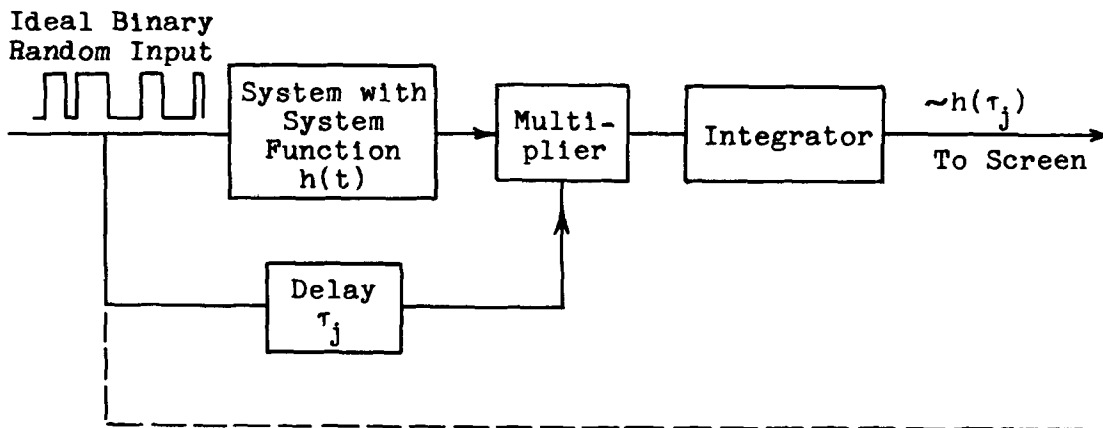 Ideal Binary
Random Input
System with
System
Function
h(t)
Multi-
plier
Integrator
~h(τj)
To Screen
Delay
τj